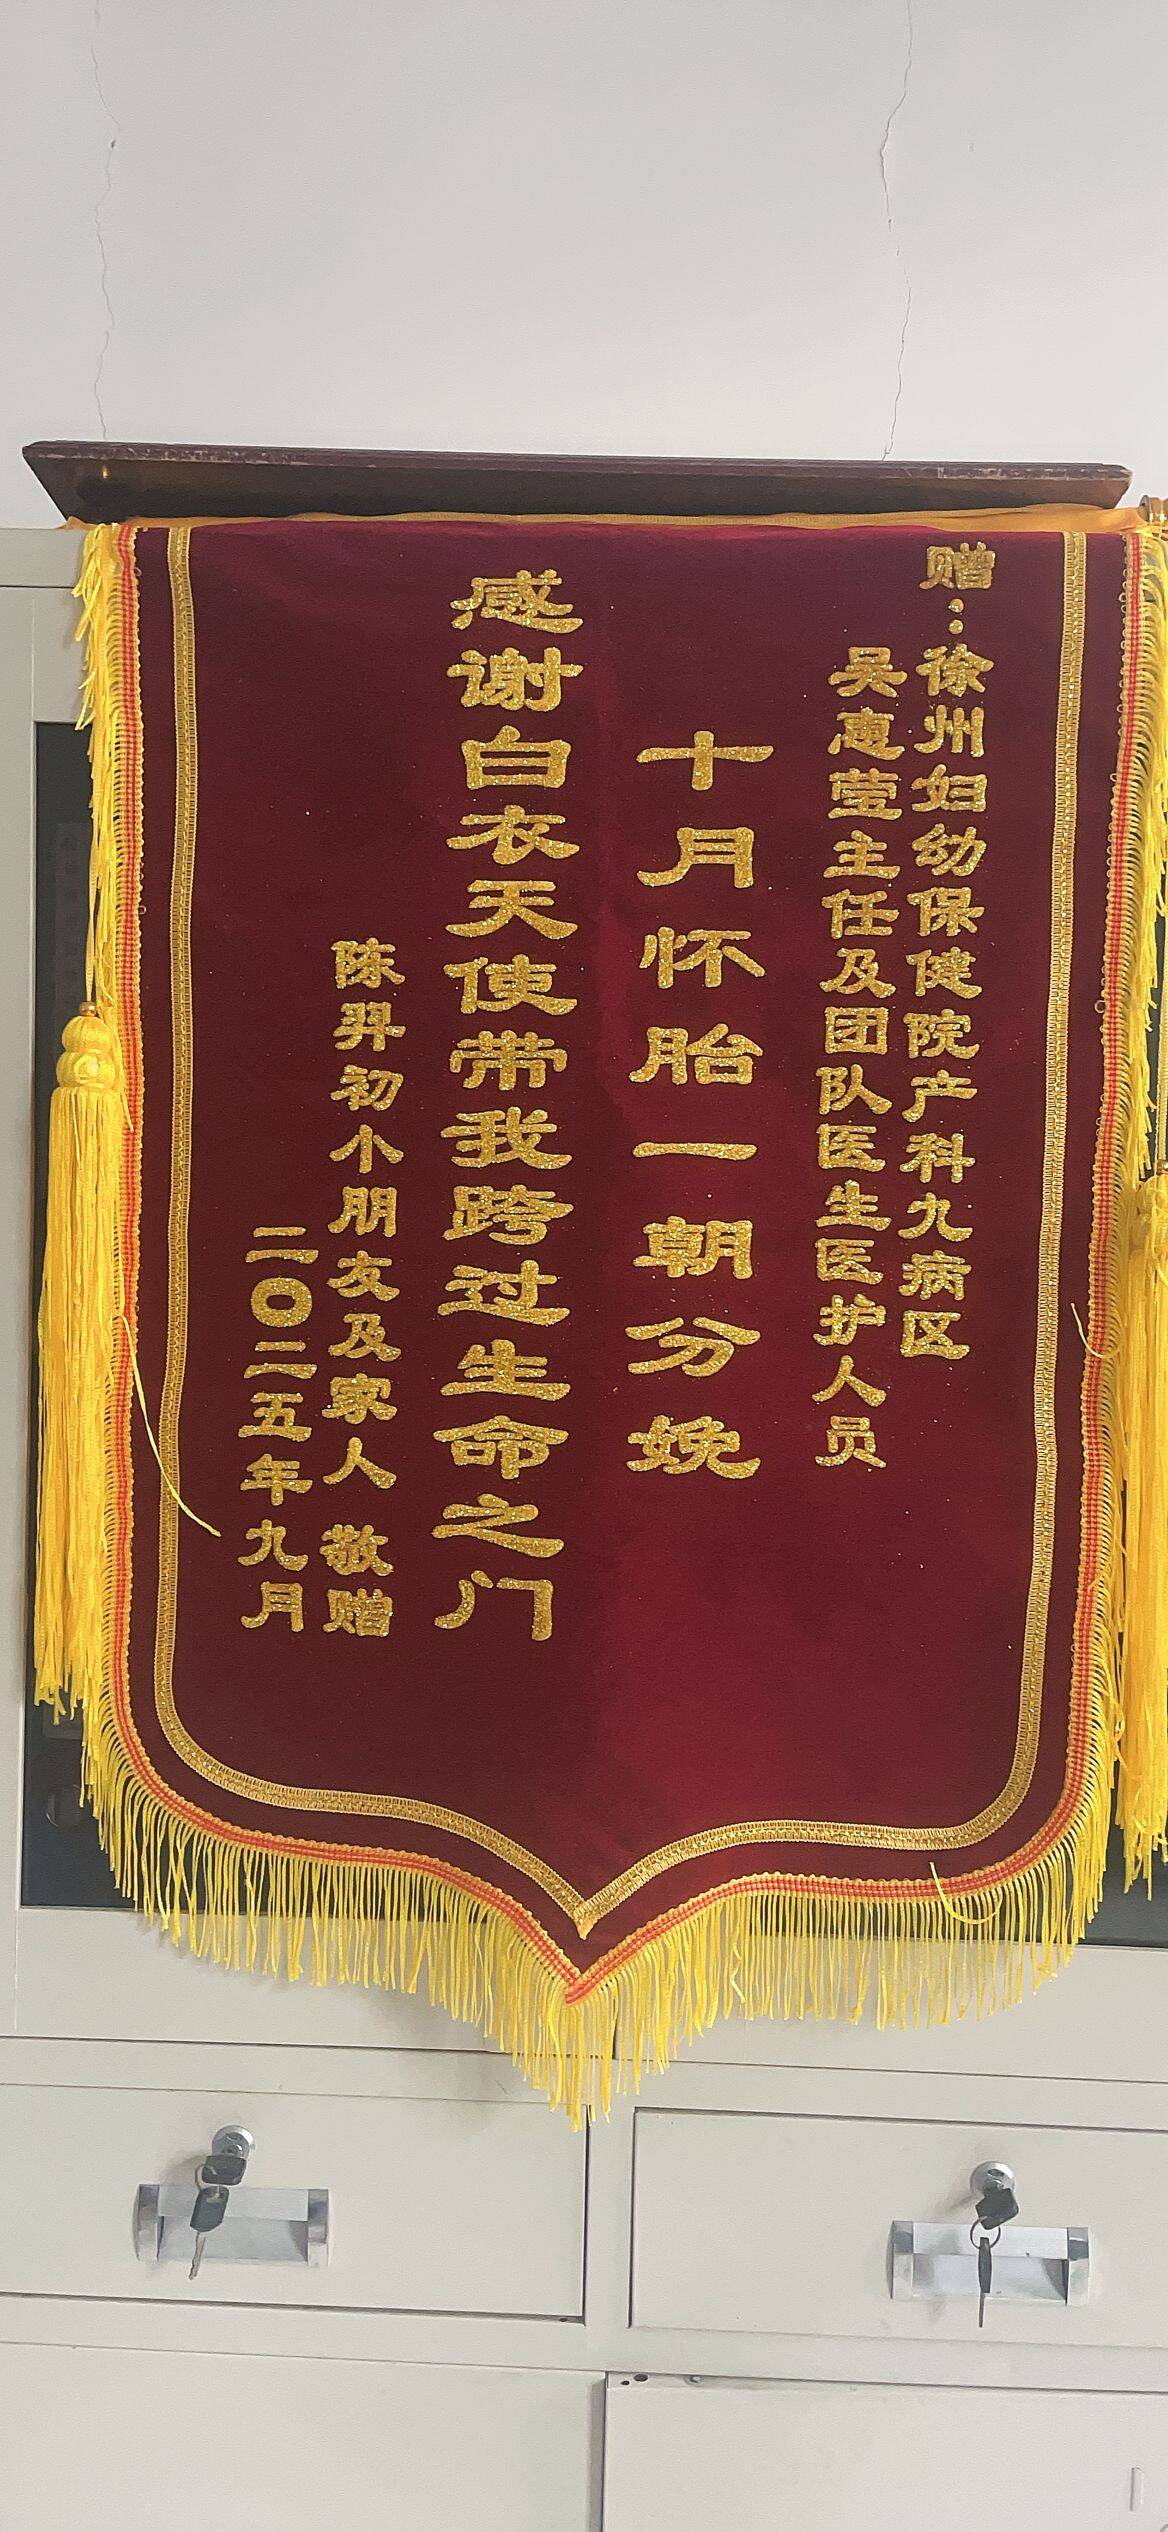 赠:徐州妇幼保健院产科九病区
吴惠莹主任及团队医生医护人员
十月怀胎一朝分娩
感谢白衣天使带我跨过生命之门
陈羿初小朋友及家人 敬赠
二〇二五年九月